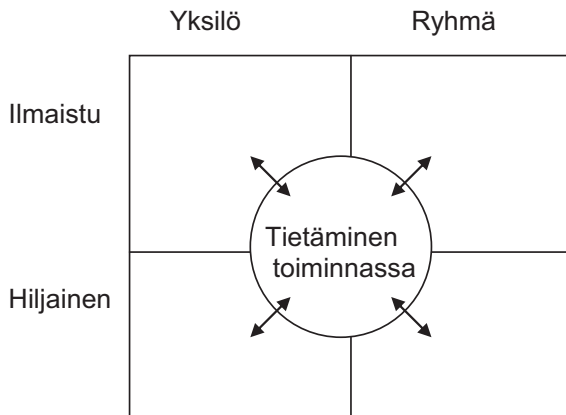 Yksilö Ryhmä
Ilmaistu
Tietäminen
toiminnassa
Hiljainen